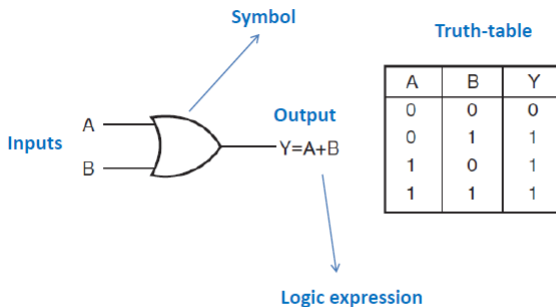 Symbol
Truth-table
Inputs
A
B
Output
Y=A+B
A B Y
0 0 0
0 1 1
1 0 1
1 1 1
Logic expression